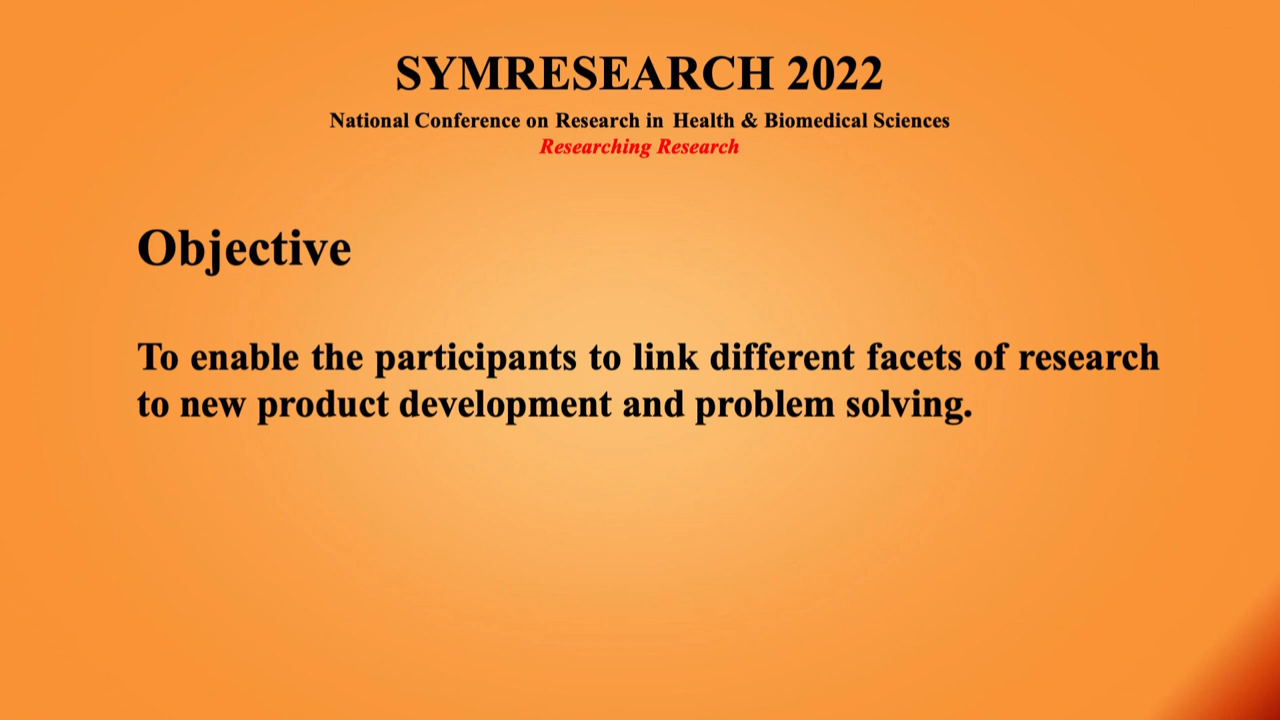 SYMRESEARCH 2022
National Conference on Research in Health & Biomedical Sciences
Researching Research
Objective
To enable the participants to link different facets of research
to new product development and problem solving.